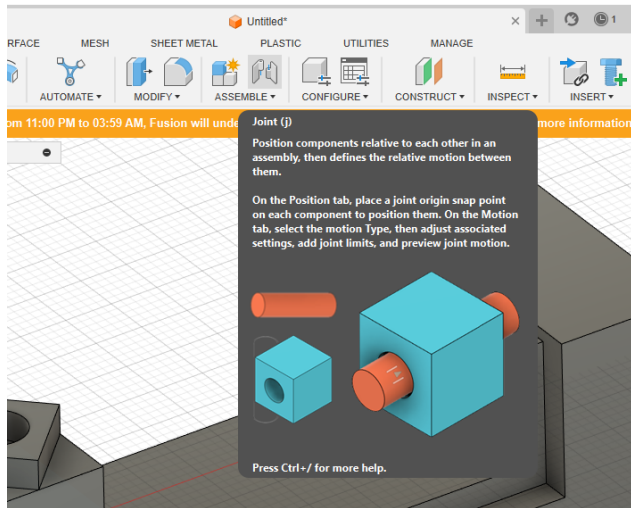 Untitled*
1
RFACE MESH SHEET METAL PLASTIC UTILITIES MANAGE
AUTOMATE MODIFY ASSEMBLE CONFIGURE CONSTRUCT INSPECT INSERT
om 11:00 PM to 03:59 AM, Fusion will unde
more information
Joint (j)
Position components relative to each other in an
assembly, then defines the relative motion between
them.
On the Position tab, place a joint origin snap point
on each component to position them. On the Motion
tab, select the motion Type, then adjust associated
settings, add joint limits, and preview joint motion.
Press Ctrl+/ for more help.